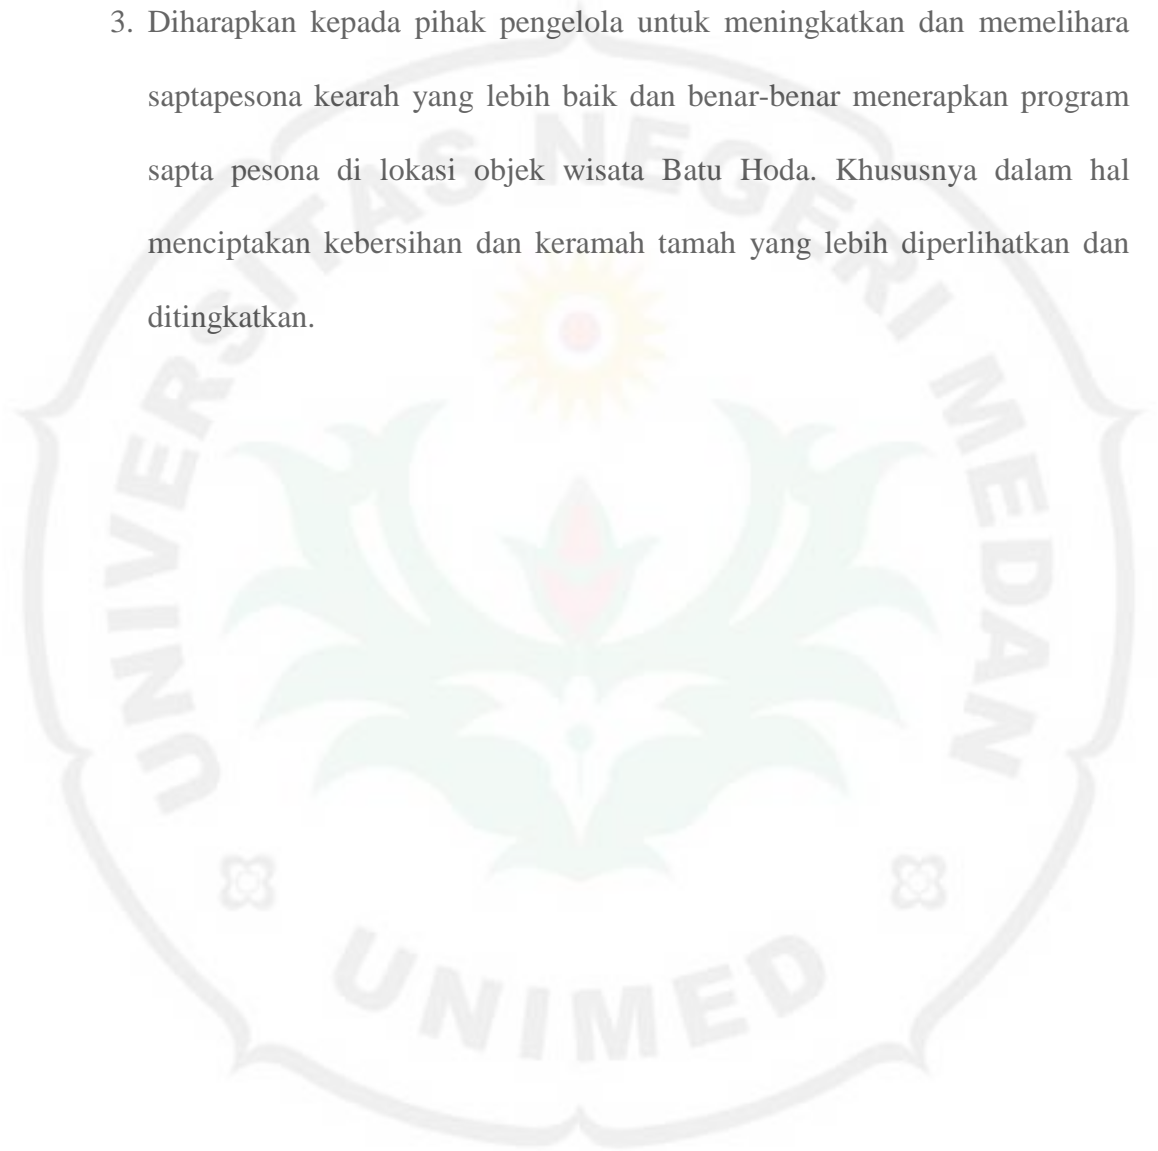 3. Diharapkan kepada pihak pengelola untuk meningkatkan dan memelihara
saptapesona kearah yang lebih baik dan benar-benar menerapkan program
sapta pesona di lokasi objek wisata Batu Hoda. Khususnya dalam hal
menciptakan kebersihan dan keramah tamah yang lebih diperlihatkan dan
ditingkatkan.
UNIVERSITAS NEGERI MEDAN
UNIMED